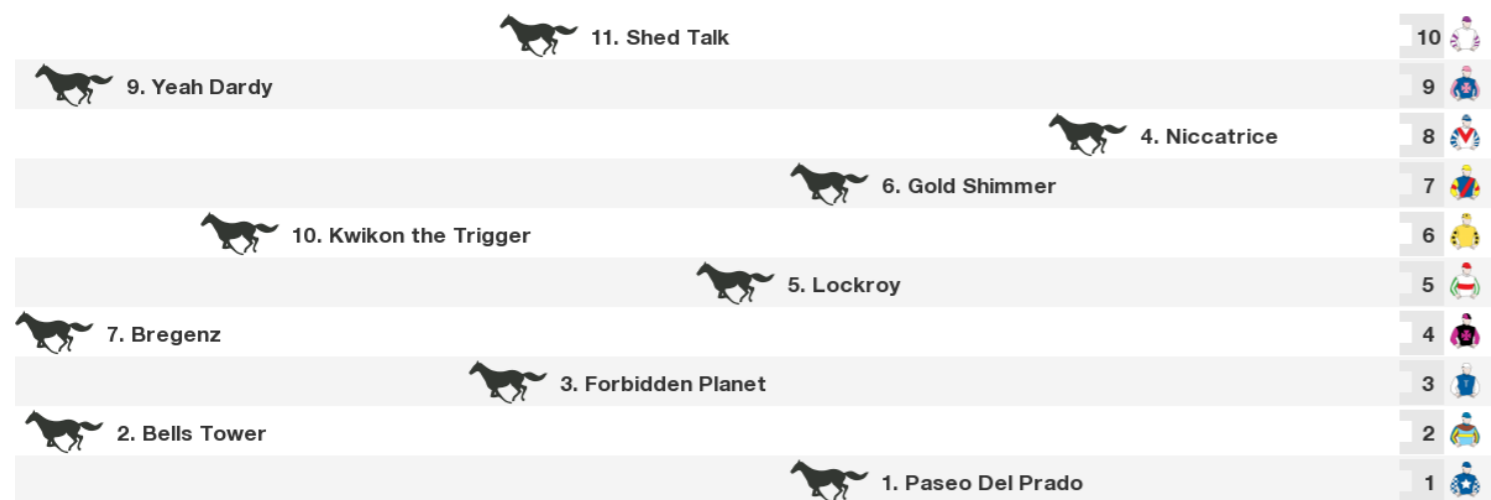 11. Shed Talk 10
9. Yeah Dardy 9
4. Niccatrice 8
6. Gold Shimmer 7
10. Kwikon the Trigger 6
5. Lockroy 5
7. Bregenz 4
3. Forbidden Planet 3
2. Bells Tower 2
1. Paseo Del Prado 1